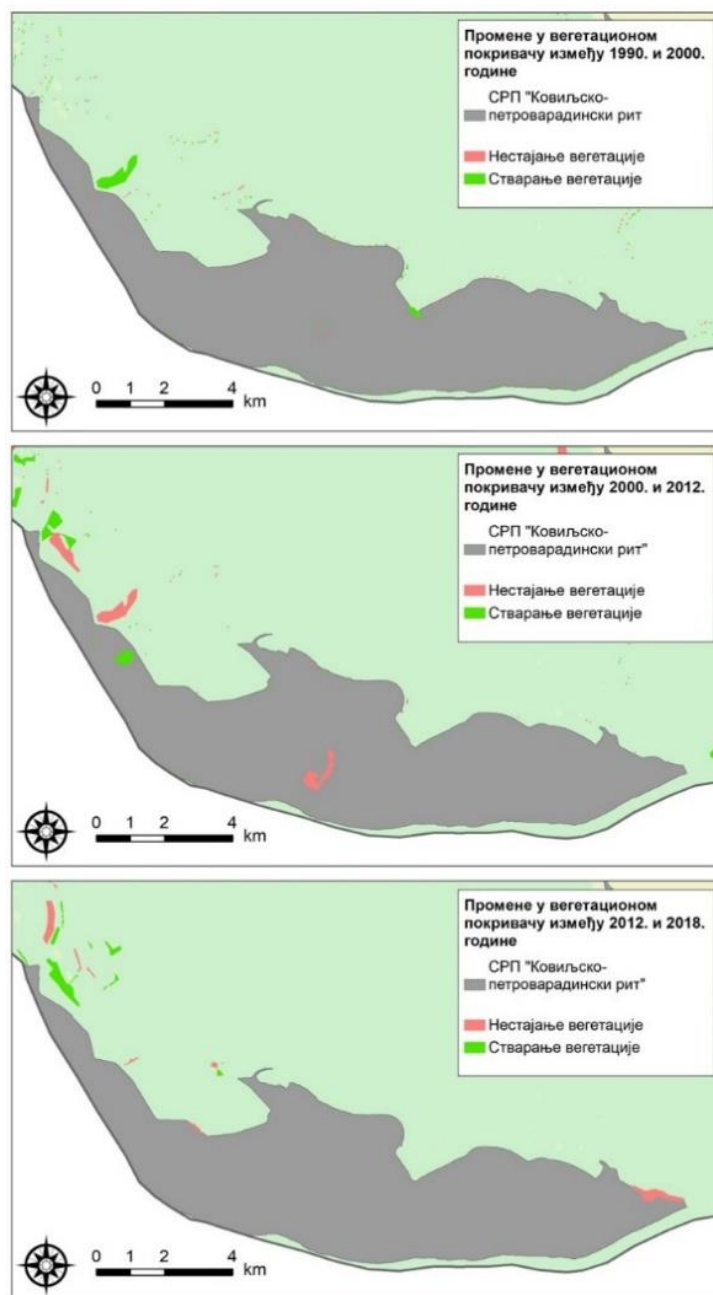 Промене у вегетационом
покривачу између 1990. и 2000.
године
СРП "Ковиљско-
петроварадински рит
Нестајање вегетације
Стварање вегетације
0 1 2 4
km
Промене у вегетационом
покривачу између 2000. и 2012.
године
СРП "Ковиљско-
петроварадински рит"
Нестајање вегетације
Стварање вегетације
0 1 2 4
km
Промене у вегетационом
покривачу између 2012. и 2018.
године
СРП "Ковиљско-
петроварадински рит"
Нестајање вегетације
Стварање вегетације
0 1 2 4
km